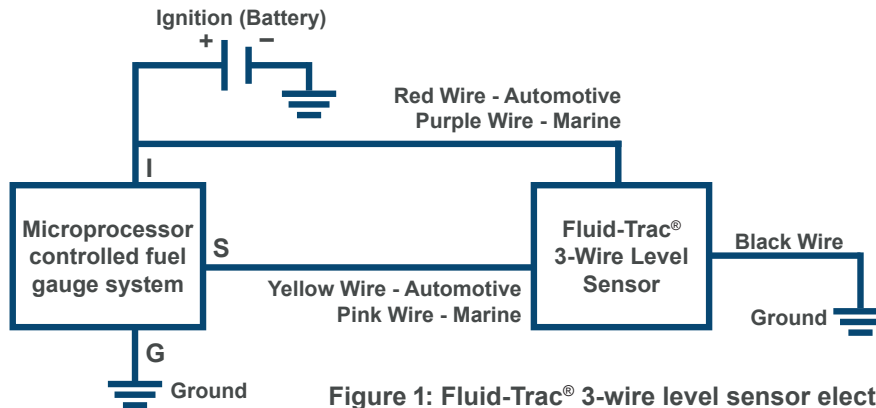 Ignition (Battery)
+ −
Red Wire - Automotive
Purple Wire - Marine
I
Microprocessor
controlled fuel
gauge system
S
Fluid-Trac®
3-Wire Level
Sensor
Black Wire
Yellow Wire - Automotive
Pink Wire - Marine
Ground
G
Ground
Figure 1: Fluid-Trac® 3-wire level sensor elect